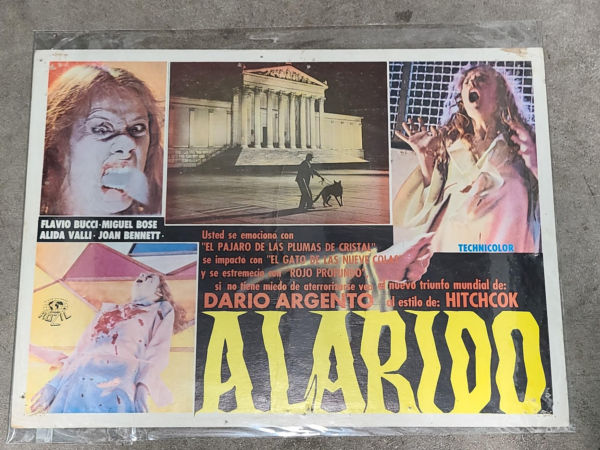 FLAVIO BUCCI - MIGUEL BOSE
ALIDA VALLI - JOAN BENNETT -
TECHNICOLOR
Usted se emociono con
"EL PAJARO DE LAS PLUMAS DE CRISTAL"
se impacto con "EL GATO DE LAS NUEVE COLAS"
y se estremecio con "ROJO PROFUNDO"
si no tiene miedo de aterrorizarse vea el nuevo triunfo mundial de:
DARIO ARGENTO al estilo de: HITCHCOK
ALARIDO